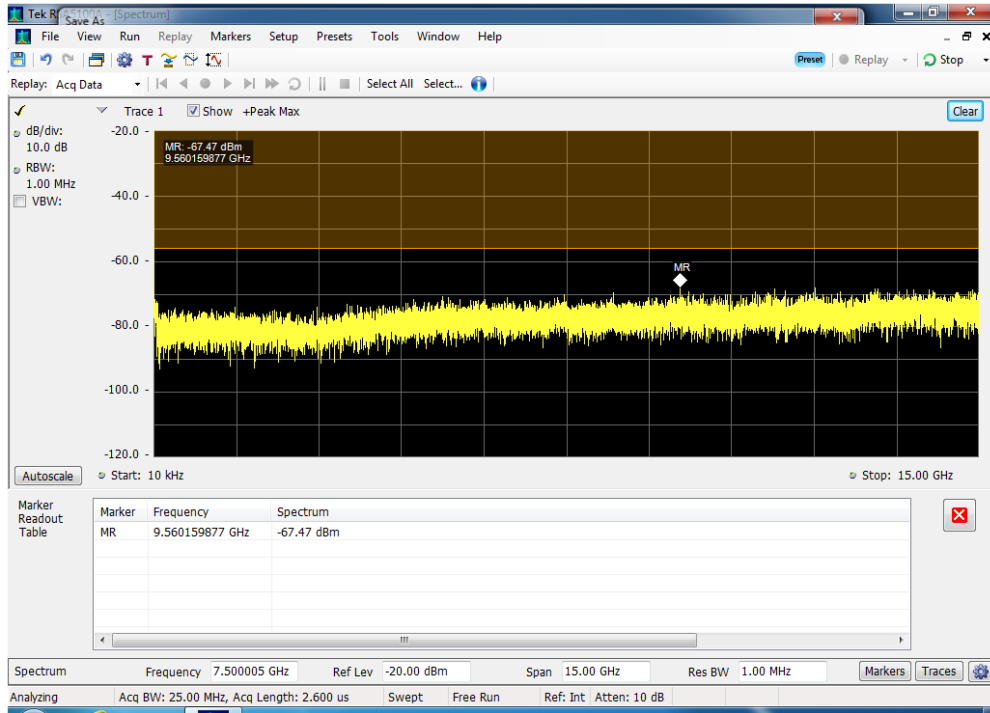 Tek RSA5100A - [Spectrum]
Save As
File View Run Replay Markers Setup Presets Tools Window Help
T
Preset Replay Stop
Replay: Acq Data Select All Select...
Trace 1 Show +Peak Max Clear
dB/div:
10.0 dB
RBW:
1.00 MHz
VBW:
-20.0
MR: -67.47 dBm
9.560159877 GHz
-40.0
-60.0
MR
-80.0
-100.0
-120.0
Autoscale Start: 10 kHz Stop: 15.00 GHz
Marker
Readout
Table
Marker Frequency Spectrum
MR 9.560159877 GHz -67.47 dBm
Spectrum Frequency 7.500005 GHz Ref Lev -20.00 dBm Span 15.00 GHz Res BW 1.00 MHz Markers Traces
Analyzing Acq BW: 25.00 MHz, Acq Length: 2.600 us Swept Free Run Ref: Int Atten: 10 dB